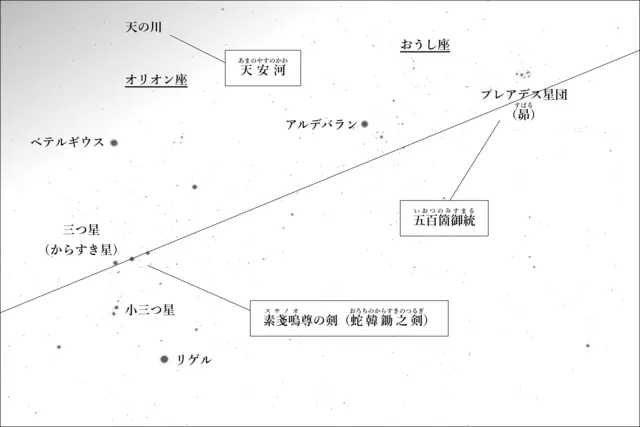 天の川
あまのやすのかわ
天安河
おうし座
オリオン座
プレアデス星団
すばる
（昴）
アルデバラン
ベテルギウス
いおつのみすまる
五百箇御統
三つ星
（からすき星）
小三つ星
スサノオ おろちのからすきのつるぎ
素戔嗚尊の剣（蛇韓鋤之剣）
リゲル